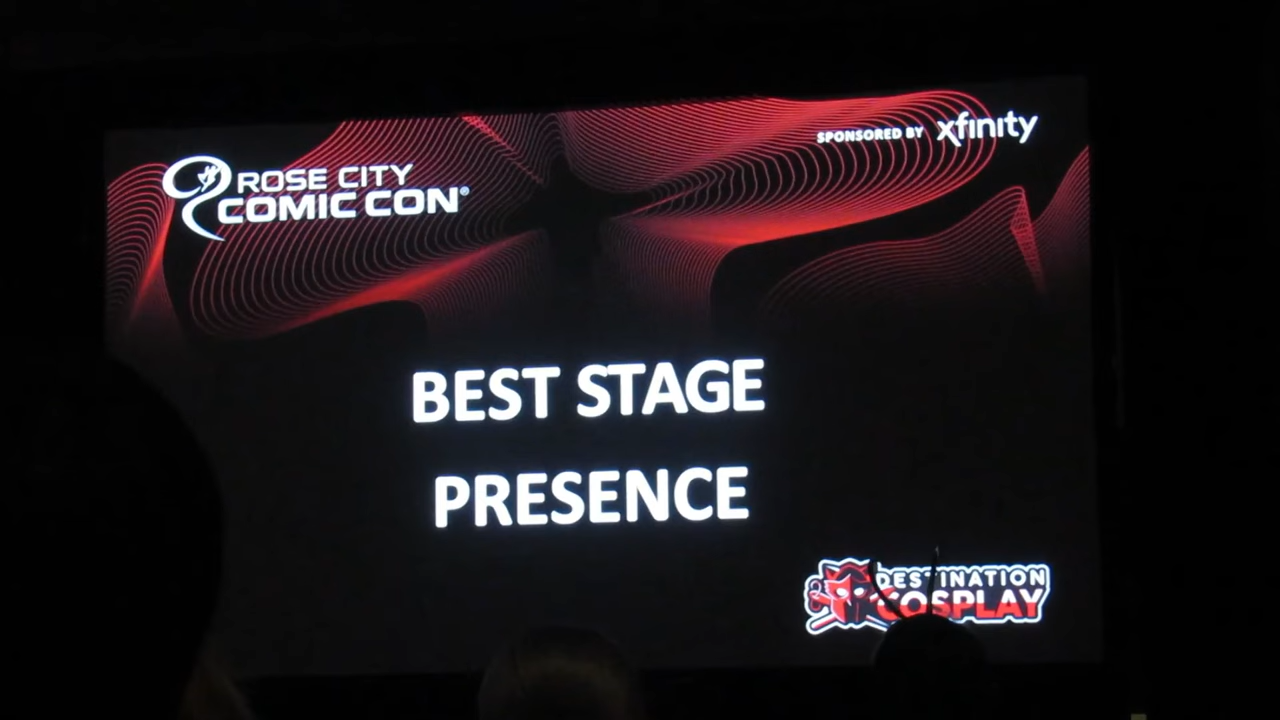 ROSE CITY
COMIC CON®
SPONSORED BY xfinity
BEST STAGE
PRESENCE
DESTINATION
COSPLAY